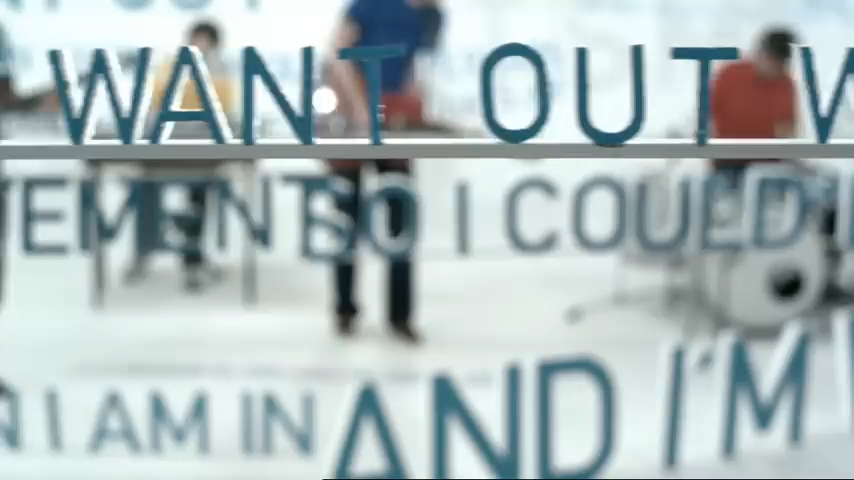 WANT OUT
EMENT SO I COULD
I AM IN AND I'M